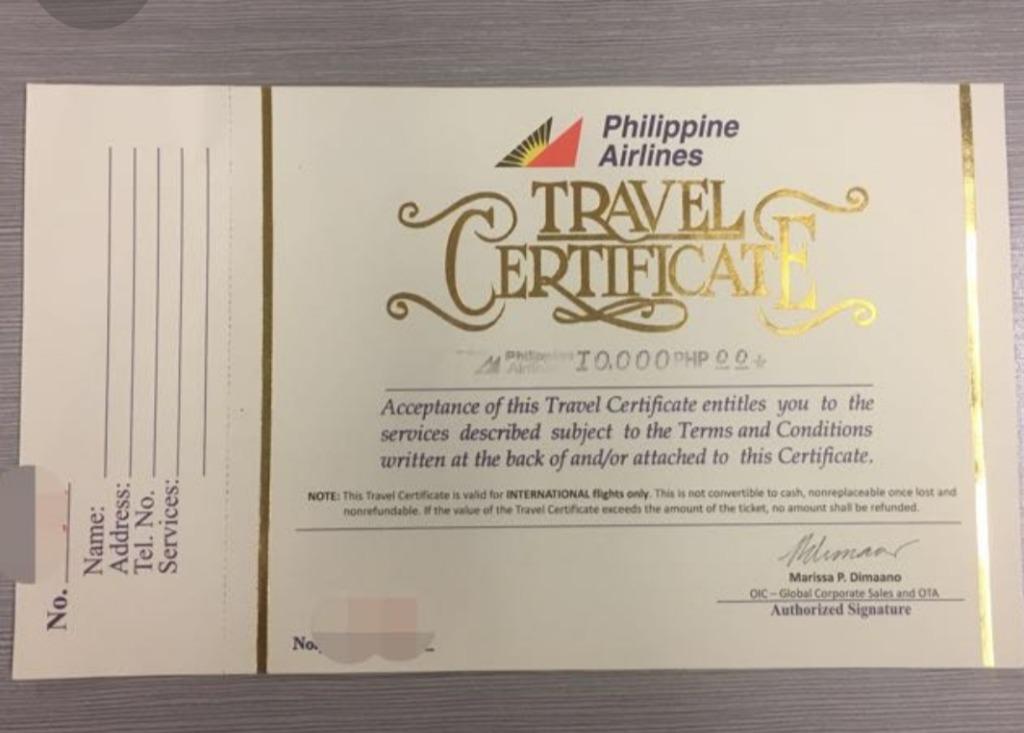 Philippine
Airlines
TRAVEL
CERTIFICATE
Philippine
Airlines
10,000 PHP 00
Acceptance of this Travel Certificate entitles you to the
services described subject to the Terms and Conditions
written at the back of and/or attached to this Certificate.
NOTE: This Travel Certificate is valid for INTERNATIONAL flights only. This is not convertible to cash, nonreplaceable once lost and
nonrefundable. If the value of the Travel Certificate exceeds the amount of the ticket, no amount shall be refunded.
Marissa P. Dimaano
OIC – Global Corporate Sales and OTA
Authorized Signature
No.
No.
Name:
Address:
Tel. No.
Services: